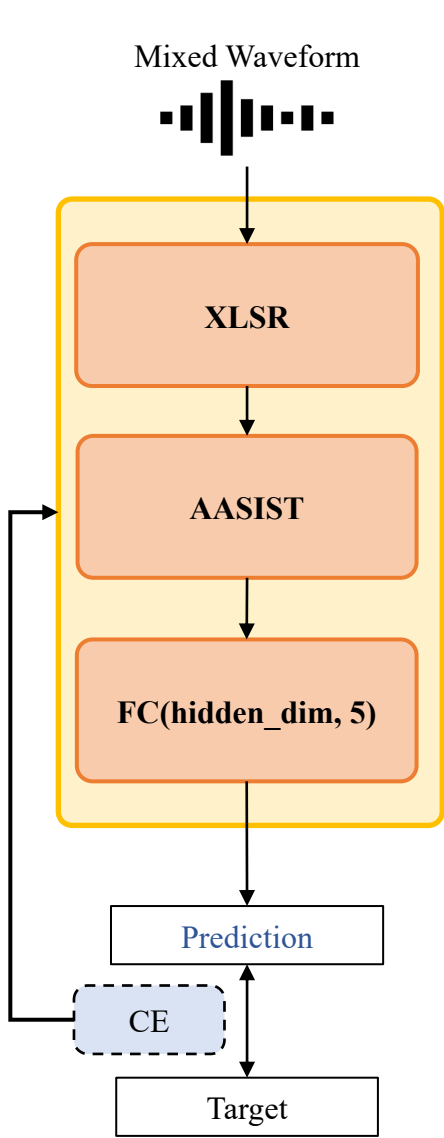 Mixed Waveform
XLSR
AASIST
FC(hidden_dim, 5)
Prediction
CE
Target